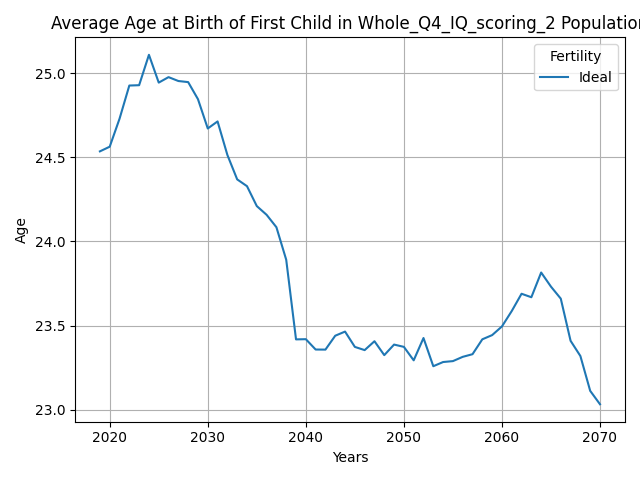 Average Age at Birth of First Child in Whole_Q4_IQ_scoring_2 Population
Fertility
Ideal
25.0
24.5
24.0
23.5
23.0
Age
2020 2030 2040 2050 2060 2070
Years